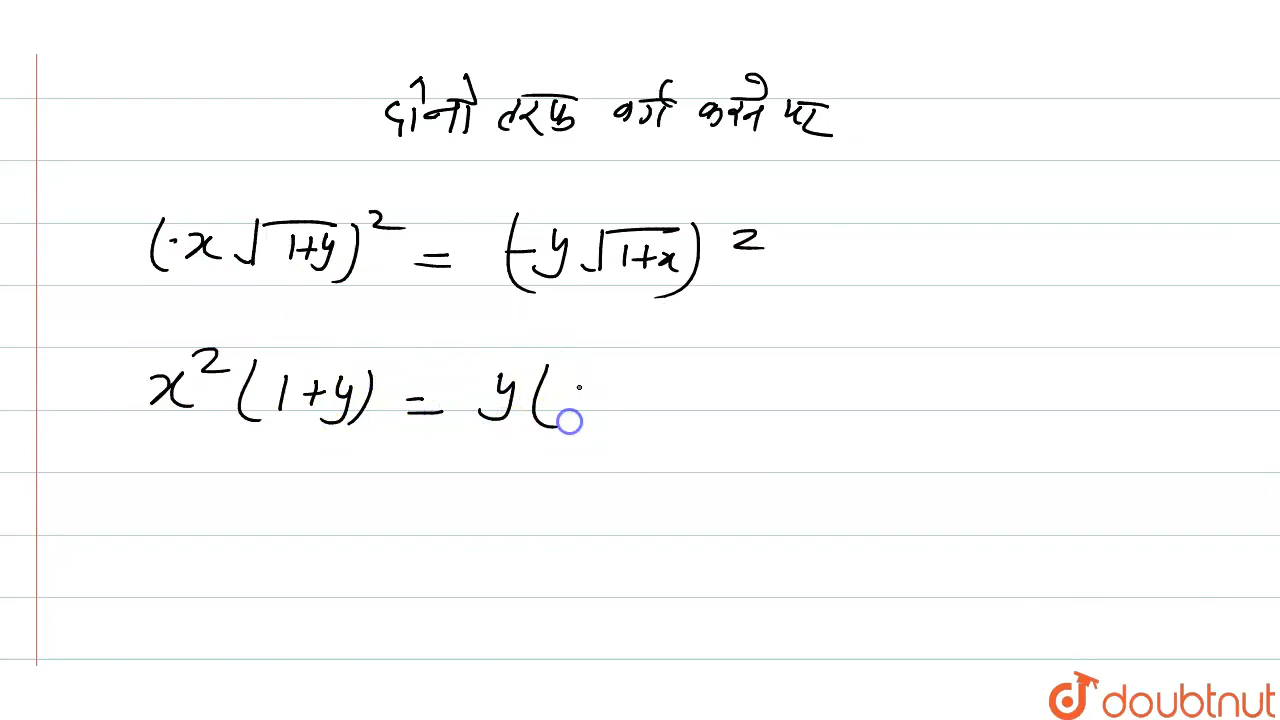 दोनो तरफ वर्ग करने पर
(x√(1+y))² = (-y√(1+x))²
x²(1+y) = y(
doubtnut